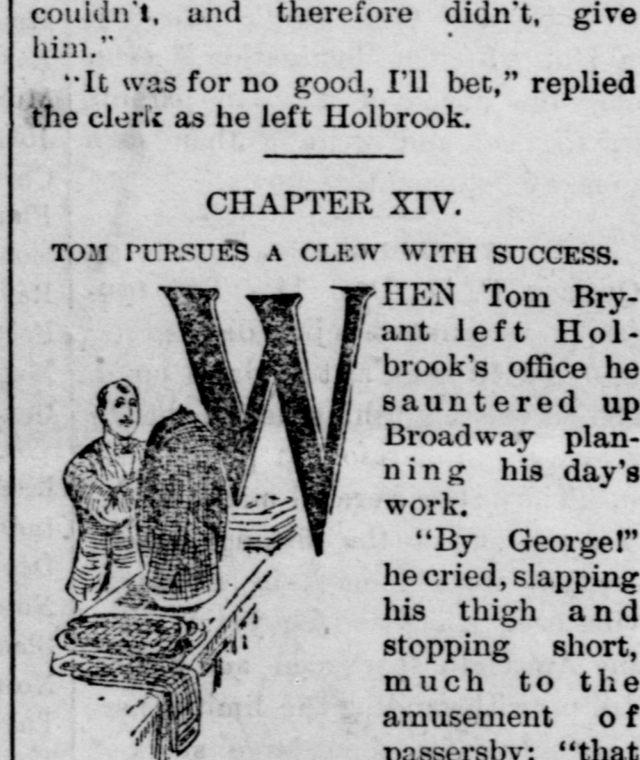 couldn't, and therefore didn't, give
him."
"It was for no good, I'll bet," replied
the clerk as he left Holbrook.
CHAPTER XIV.
TOM PURSUES A CLEW WITH SUCCESS.
WHEN Tom Bry-
ant left Hol-
brook's office he
sauntered up
Broadway plan-
ning his day's
work.
"By George!"
he cried, slapping
his thigh and
stopping short,
much to the
amusement of
passersby; "that